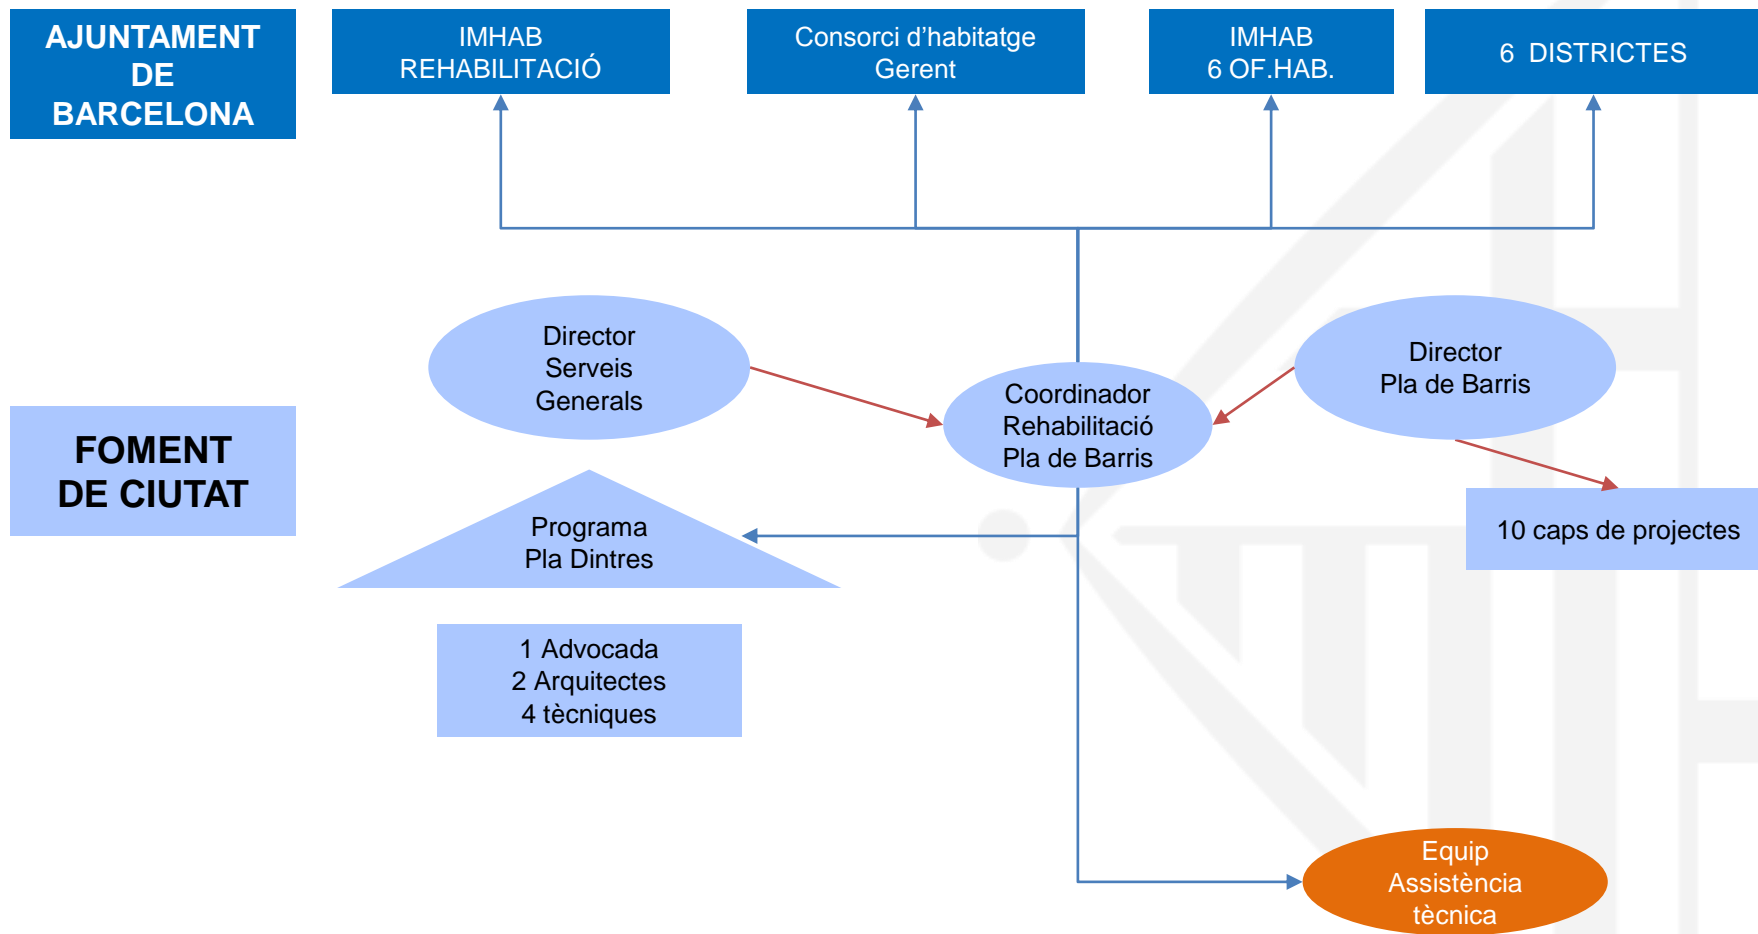 AJUNTAMENT
DE
BARCELONA
IMHAB
REHABILITACIÓ
Consorci d’habitatge
Gerent
IMHAB
6 OF.HAB.
6 DISTRICTES
Director
Serveis
Generals
Coordinador
Rehabilitació
Pla de Barris
Director
Pla de Barris
FOMENT
DE CIUTAT
Programa
Pla Dintres
10 caps de projectes
1 Advocada
2 Arquitectes
4 tècniques
Equip
Assistència
tècnica